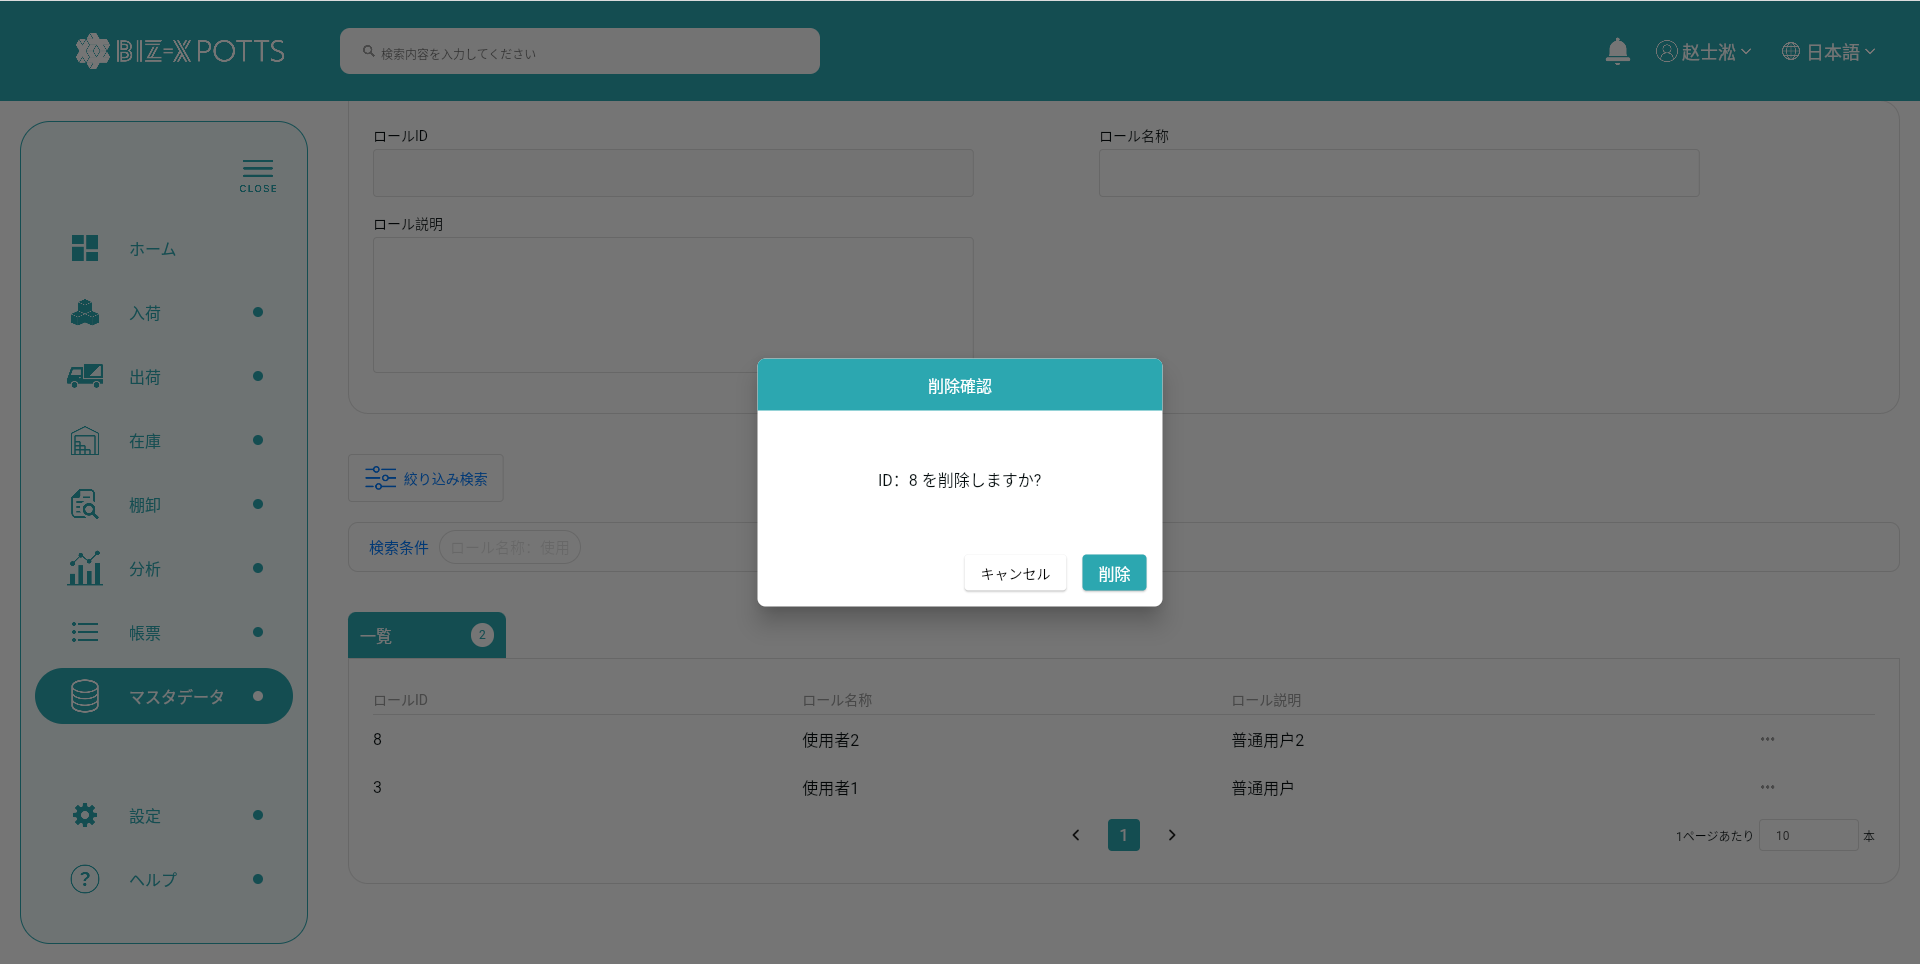 BIZ=X POTTS
検索内容を入力してください
赵士淞
日本語
CLOSE
ホーム
入荷
出荷
在庫
棚卸
分析
帳票
マスタデータ
設定
ヘルプ
ロールID
ロール名称
ロール説明
絞り込み検索
検索条件
ロール名称：使用
一覧
2
ロールID ロール名称 ロール説明
8 使用者2 普通用户2 ...
3 使用者1 普通用户 ...
1
1ページあたり 10 本
削除確認
ID：8 を削除しますか?
キャンセル
削除